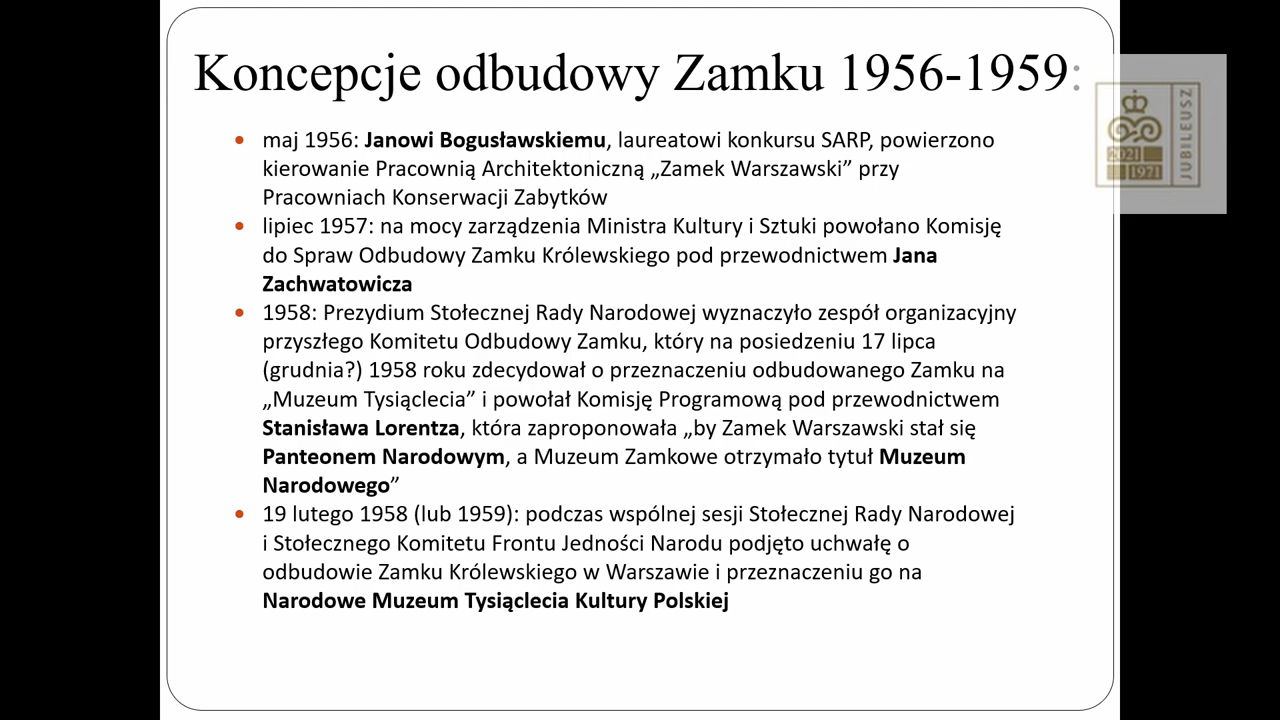 Koncepcje odbudowy Zamku 1956-1959:
• maj 1956: Janowi Bogusławskiemu, laureatowi konkursu SARP, powierzono
kierowanie Pracownią Architektoniczną „Zamek Warszawski” przy
Pracowniach Konserwacji Zabytków
• lipiec 1957: na mocy zarządzenia Ministra Kultury i Sztuki powołano Komisję
do Spraw Odbudowy Zamku Królewskiego pod przewodnictwem Jana
Zachwatowicza
• 1958: Prezydium Stołecznej Rady Narodowej wyznaczyło zespół organizacyjny
przyszłego Komitetu Odbudowy Zamku, który na posiedzeniu 17 lipca
(grudnia?) 1958 roku zdecydował o przeznaczeniu odbudowanego Zamku na
„Muzeum Tysiąclecia” i powołał Komisję Programową pod przewodnictwem
Stanisława Lorentza, która zaproponowała „by Zamek Warszawski stał się
Panteonem Narodowym, a Muzeum Zamkowe otrzymało tytuł Muzeum
Narodowego”
• 19 lutego 1958 (lub 1959): podczas wspólnej sesji Stołecznej Rady Narodowej
i Stołecznego Komitetu Frontu Jedności Narodu podjęto uchwałę o
odbudowie Zamku Królewskiego w Warszawie i przeznaczeniu go na
Narodowe Muzeum Tysiąclecia Kultury Polskiej
2021
1971
JUBILEUSZ